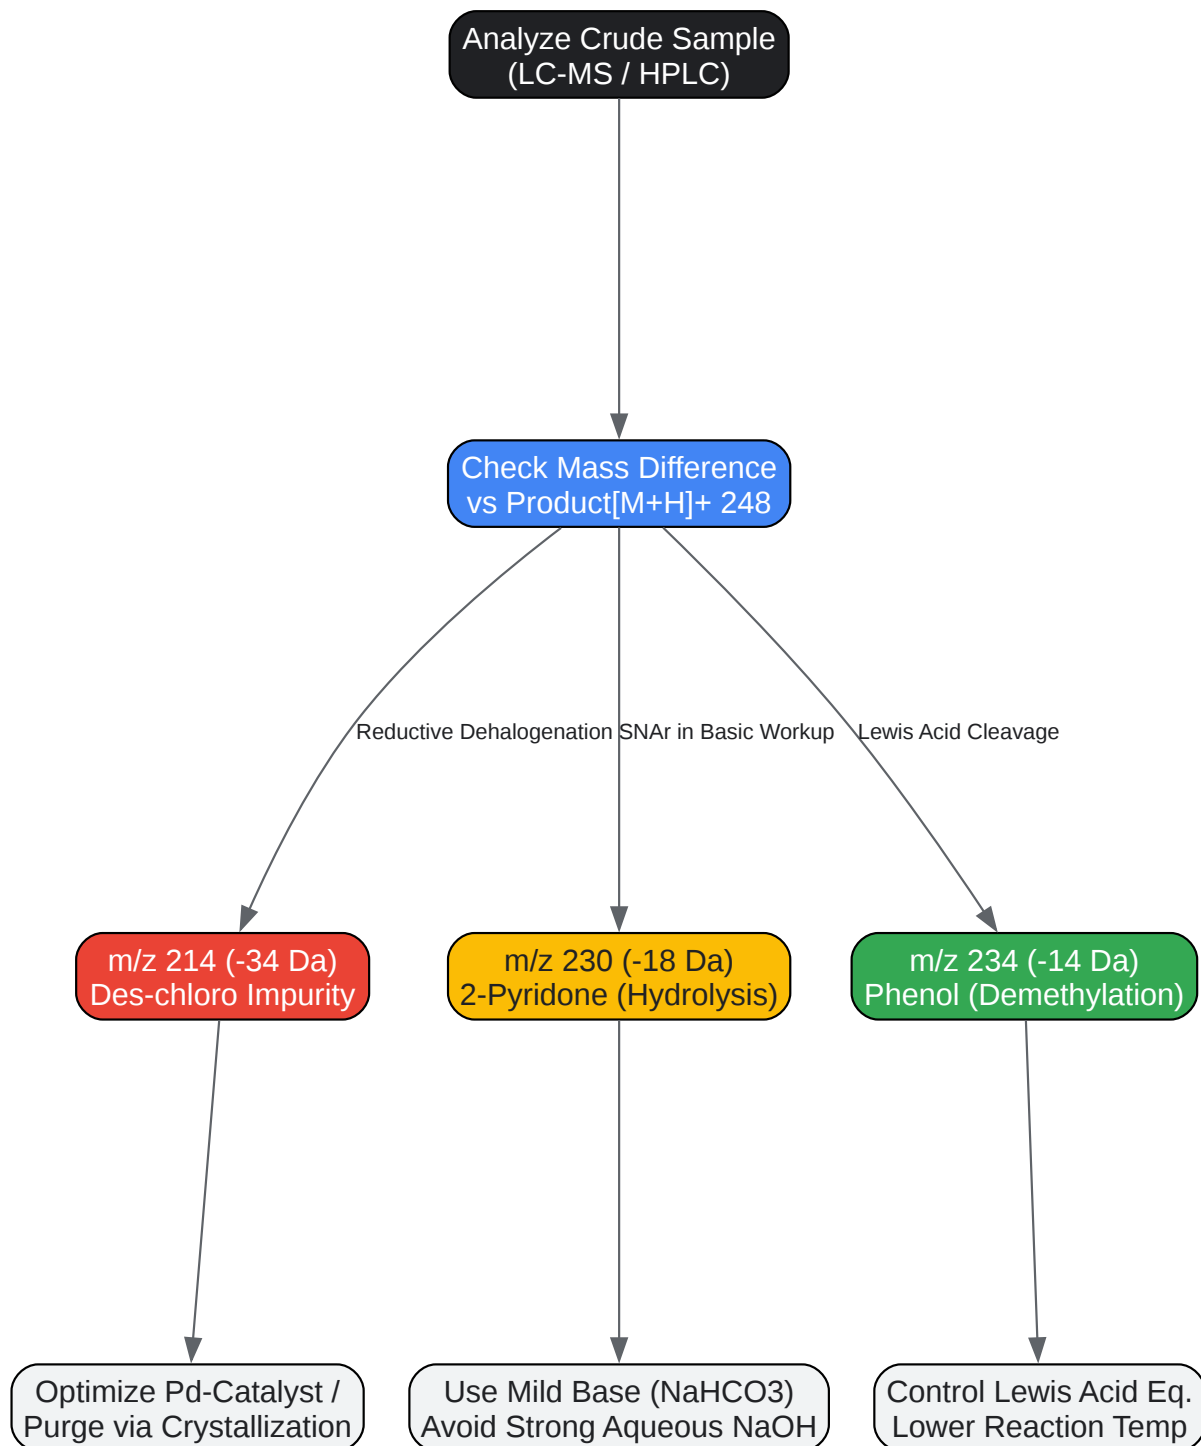 Analyze Crude Sample
(LC-MS / HPLC)
Check Mass Difference
vs Product[M+H]+ 248
Reductive Dehalogenation
SNAr in Basic Workup
Lewis Acid Cleavage
m/z 214 (-34 Da)
Des-chloro Impurity
m/z 230 (-18 Da)
2-Pyridone (Hydrolysis)
m/z 234 (-14 Da)
Phenol (Demethylation)
Optimize Pd-Catalyst /
Purge via Crystallization
Use Mild Base (NaHCO3)
Avoid Strong Aqueous NaOH
Control Lewis Acid Eq.
Lower Reaction Temp